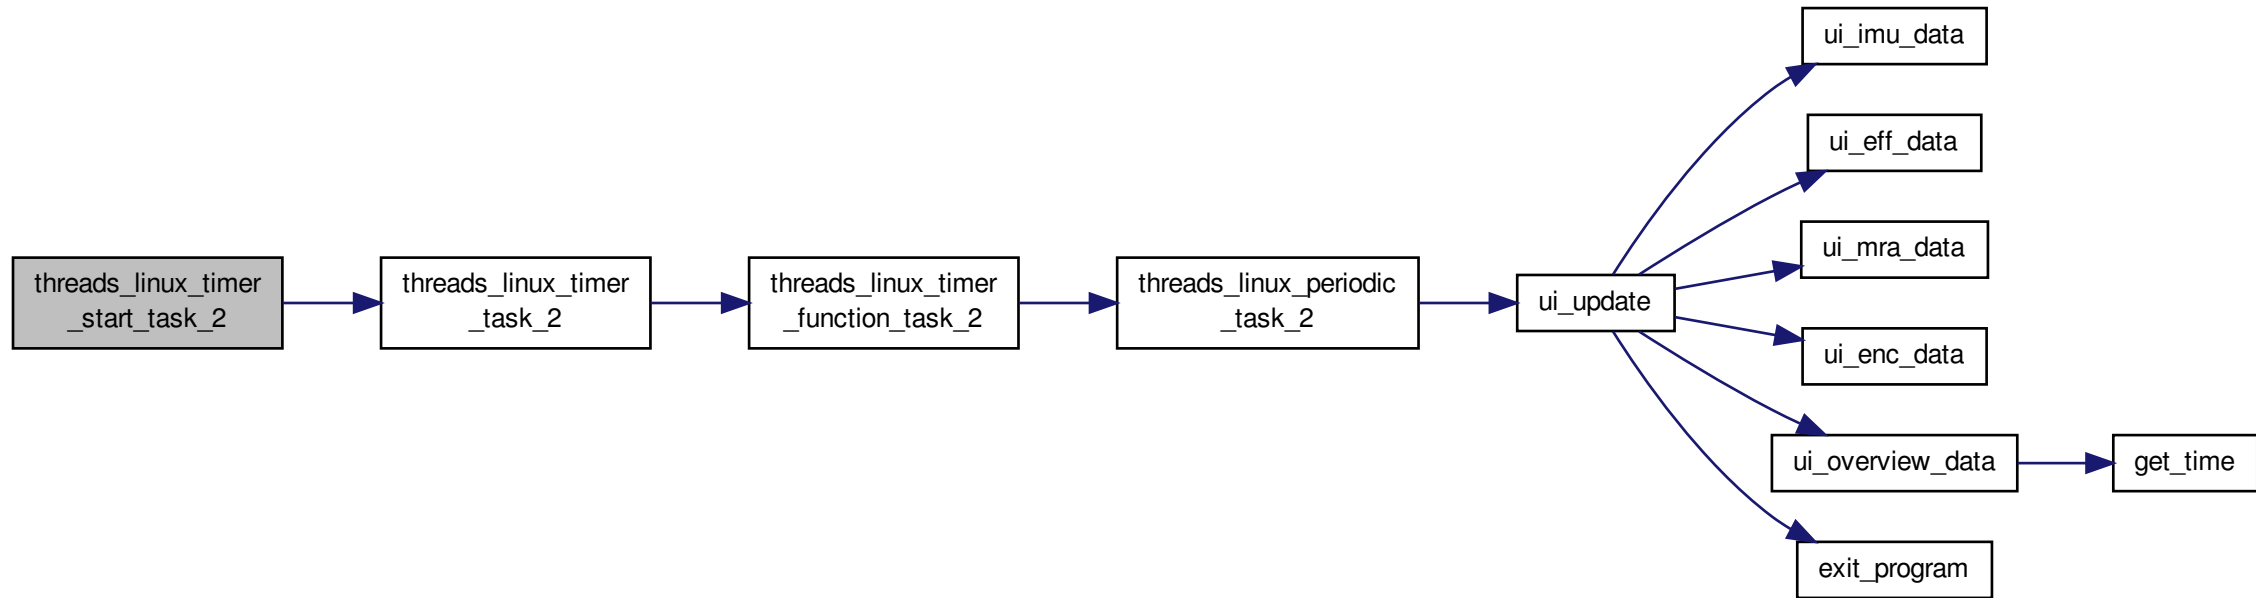 threads_linux_timer
_start_task_2
threads_linux_timer
_task_2
threads_linux_timer
_function_task_2
threads_linux_periodic
_task_2
ui_update
ui_imu_data
ui_eff_data
ui_mra_data
ui_enc_data
ui_overview_data
get_time
exit_program